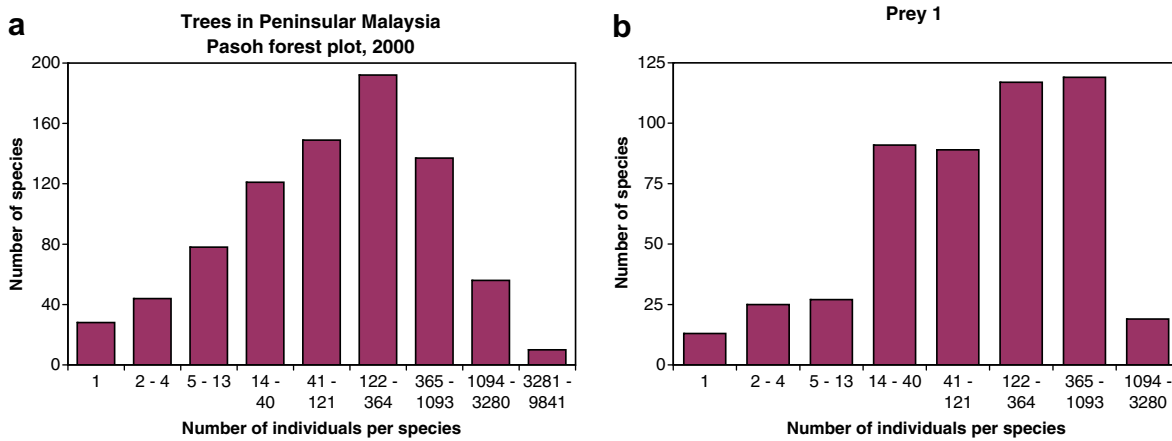 a
Trees in Peninsular Malaysia
Pasoh forest plot, 2000
200
160
120
80
40
0
Number of species
1
2 - 4
5 - 13
14 -
40
41 -
121
122 -
364
365 -
1093
1094 -
3280
3281 -
9841
Number of individuals per species
b
Prey 1
125
100
75
50
25
0
Number of species
1
2 - 4
5 - 13
14 - 40
41 -
121
122 -
364
365 -
1093
1094 -
3280
Number of individuals per species